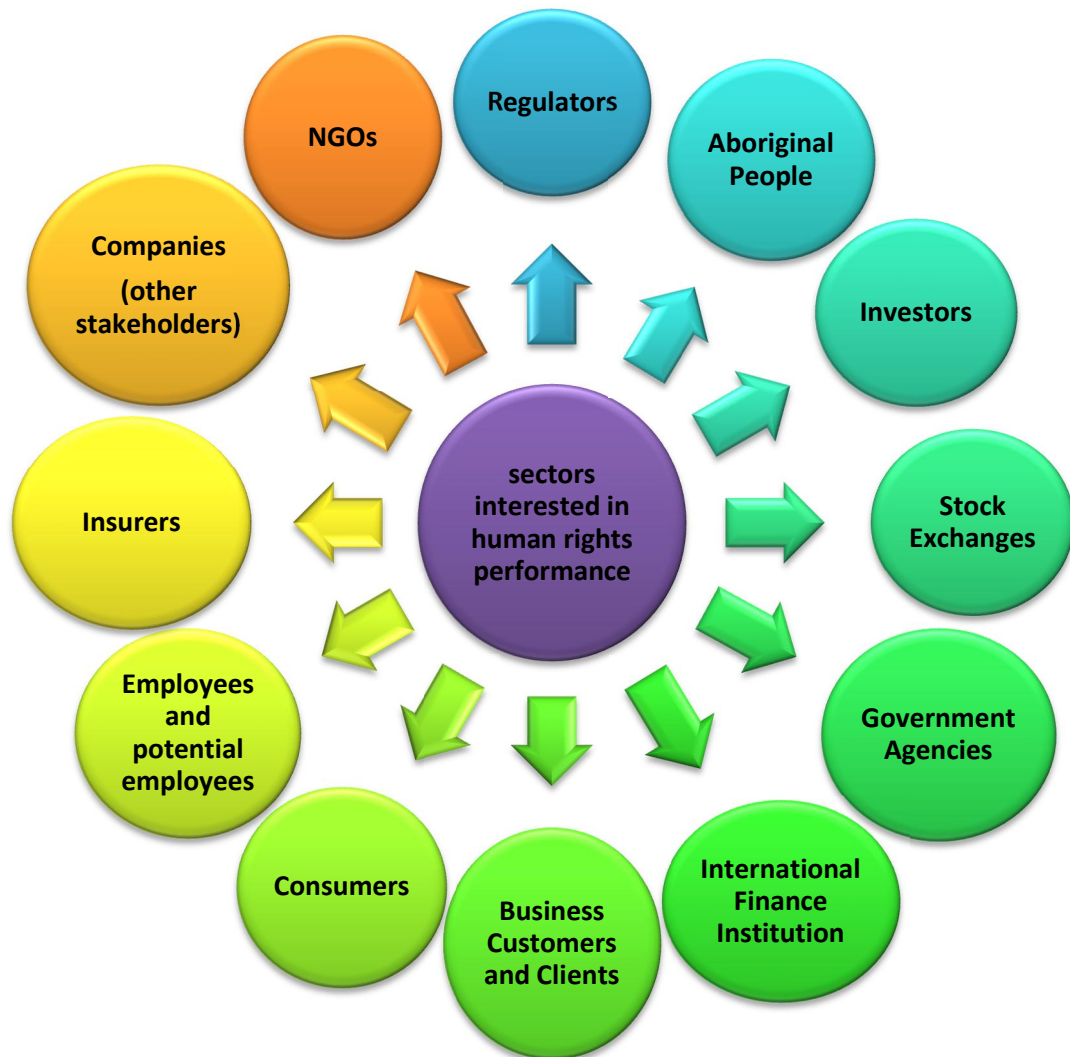 Regulators
Aboriginal
People
Investors
Stock
Exchanges
Government
Agencies
International
Finance
Institution
Business
Customers
and Clients
Consumers
Employees
and
potential
employees
Insurers
Companies
(other
stakeholders)
NGOs
sectors
interested in
human rights
performance